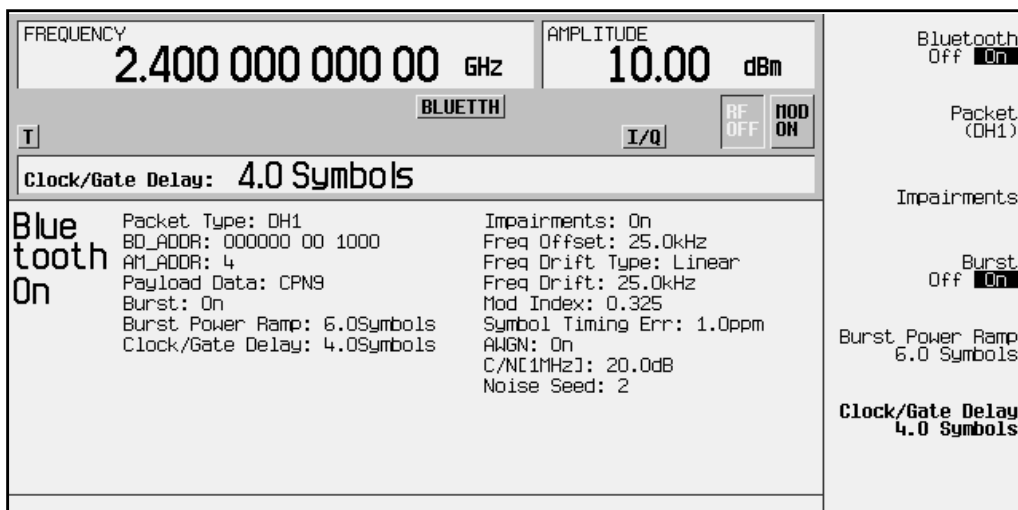 FREQUENCY
2.400 000 000 00 GHz
AMPLITUDE
10.00 dBm
BLUETTH
T
I/Q
RF OFF
MOD ON
Clock/Gate Delay: 4.0 Symbols
Blue
tooth
On
Packet Type: DH1
BD_ADDR: 000000 00 1000
AM_ADDR: 4
Payload Data: CPN9
Burst: On
Burst Power Ramp: 6.0Symbols
Clock/Gate Delay: 4.0Symbols
Impairments: On
Freq Offset: 25.0kHz
Freq Drift Type: Linear
Freq Drift: 25.0kHz
Mod Index: 0.325
Symbol Timing Err: 1.0ppm
AWGN: On
C/N[1MHz]: 20.0dB
Noise Seed: 2
Bluetooth
Off On
Packet
(DH1)
Impairments
Burst
Off On
Burst Power Ramp
6.0 Symbols
Clock/Gate Delay
4.0 Symbols